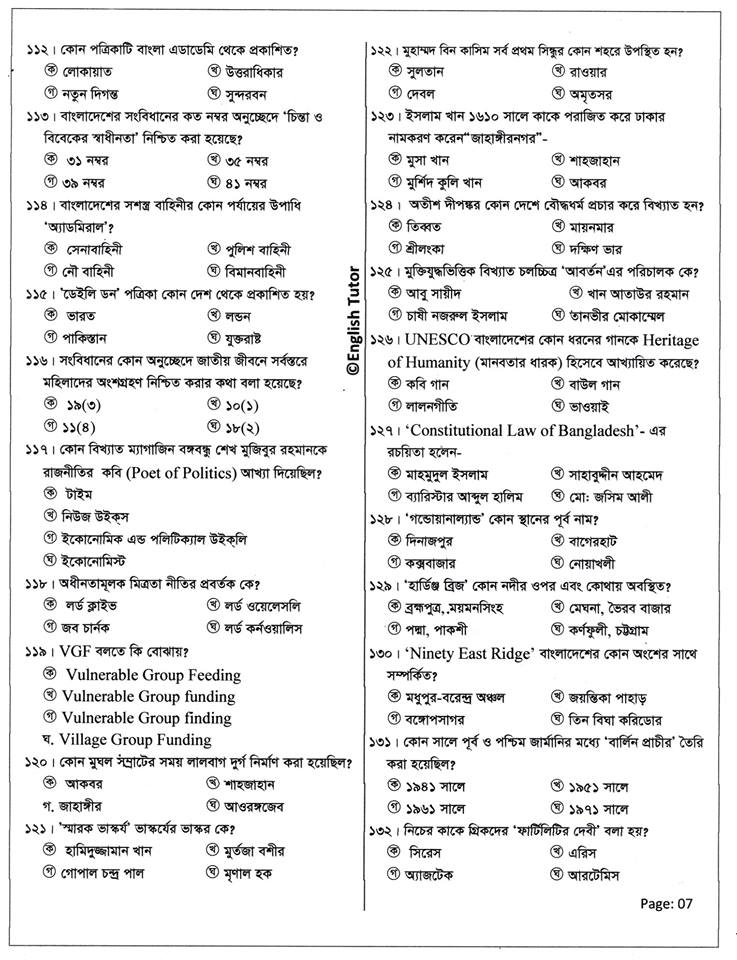 ১১২। কোন পত্রিকাটি বাংলা এডাডেমি থেকে প্রকাশিত?
ক লোকায়াত খ উত্তরাধিকার
গ নতুন দিগন্ত ঘ সুন্দরবন
১১৩। বাংলাদেশের সংবিধানের কত নম্বর অনুচ্ছেদে ‘চিন্তা ও
বিবেকের স্বাধীনতা’ নিশ্চিত করা হয়েছে?
ক ৩১ নম্বর খ ৩৫ নম্বর
গ ৩৯ নম্বর ঘ ৪১ নম্বর
১১৪। বাংলাদেশের সশস্ত্র বাহিনীর কোন পর্যায়ের উপাধি
‘অ্যাডমিরাল’?
ক সেনাবাহিনী খ পুলিশ বাহিনী
গ নৌ বাহিনী ঘ বিমানবাহিনী
১১৫। ‘ডেইলি ডন’ পত্রিকা কোন দেশ থেকে প্রকাশিত হয়?
ক ভারত খ লন্ডন
গ পাকিস্তান ঘ যুক্তরাষ্ট
১১৬। সংবিধানের কোন অনুচ্ছেদে জাতীয় জীবনে সর্বস্তরে
মহিলাদের অংশগ্রহণ নিশ্চিত করার কথা বলা হয়েছে?
ক ১৯(৩) খ ১০(১)
গ ১১(৪) ঘ ১৮(২)
১১৭। কোন বিখ্যাত ম্যাগাজিন বঙ্গবন্ধু শেখ মুজিবুর রহমানকে
রাজনীতির কবি (Poet of Politics) আখ্যা দিয়েছিল?
ক টাইম
খ নিউজ উইক্স
গ ইকোনোমিক এন্ড পলিটিক্যাল উইক্লি
ঘ ইকোনোমিস্ট
১১৮। অধীনতামূলক মিত্রতা নীতির প্রবর্তক কে?
ক লর্ড ক্লাইভ খ লর্ড ওয়েলেসলি
গ জব চার্নক ঘ লর্ড কর্নওয়ালিস
১১৯। VGF বলতে কি বোঝায়?
ক Vulnerable Group Feeding
খ Vulnerable Group funding
গ Vulnerable Group finding
ঘ. Village Group Funding
১২০। কোন মুঘল সম্রাটের সময় লালবাগ দুর্গ নির্মাণ করা হয়েছিল?
ক আকবর খ শাহজাহান
গ. জাহাঙ্গীর ঘ আওরঙ্গজেব
১২১। ‘স্মারক ভাস্কর্য’ ভাস্কর্যের ভাস্কর কে?
ক হামিদুজ্জামান খান খ মুর্তজা বশীর
গ গোপাল চন্দ্র পাল ঘ মৃণাল হক
©English Tutor
১২২। মুহাম্মদ বিন কাসিম সর্ব প্রথম সিন্ধুর কোন শহরে উপস্থিত হন?
ক সুলতান খ রাওয়ার
গ দেবল ঘ অমৃতসর
১২৩। ইসলাম খান ১৬১০ সালে কাকে পরাজিত করে ঢাকার
নামকরণ করেন“জাহাঙ্গীরনগর”-
ক মুসা খান খ শাহজাহান
গ মুর্শিদ কুলি খান ঘ আকবর
১২৪। অতীশ দীপঙ্কর কোন দেশে বৌদ্ধধর্ম প্রচার করে বিখ্যাত হন?
ক তিব্বত খ মায়নমার
গ শ্রীলংকা ঘ দক্ষিণ ভার
১২৫। মুক্তিযুদ্ধভিত্তিক বিখ্যাত চলচ্চিত্র ‘আবর্তন’এর পরিচালক কে?
ক আবু সায়ীদ খ খান আতাউর রহমান
গ চাষী নজরুল ইসলাম ঘ তানভীর মোকাম্মেল
১২৬। UNESCO বাংলাদেশের কোন ধরনের গানকে Heritage
of Humanity (মানবতার ধারক) হিসেবে আখ্যায়িত করেছে?
ক কবি গান খ বাউল গান
গ লালনগীতি ঘ ভাওয়াই
১২৭। ‘Constitutional Law of Bangladesh’- এর
রচয়িতা হলেন-
ক মাহমুদুল ইসলাম খ সাহাবুদ্দীন আহমেদ
গ ব্যারিস্টার আব্দুল হালিম ঘ মো: জসিম আলী
১২৮। ‘গন্ডোয়ানাল্যান্ড’ কোন স্থানের পূর্ব নাম?
ক দিনাজপুর খ বাগেরহাট
গ কক্সবাজার ঘ নোয়াখলী
১২৯। ‘হার্ডিঞ্জ ব্রিজ’ কোন নদীর ওপর এবং কোথায় অবস্থিত?
ক ব্রহ্মপুত্র,.ময়মনসিংহ খ মেঘনা, ভৈরব বাজার
গ পদ্মা, পাকশী ঘ কর্ণফুলী, চট্টগ্রাম
১৩০। ‘Ninety East Ridge’ বাংলাদেশের কোন অংশের সাথে
সম্পর্কিত?
ক মধুপুর-বরেন্দ্র অঞ্চল খ জয়ন্তিকা পাহাড়
গ বঙ্গোপসাগর ঘ তিন বিঘা করিডোর
১৩১। কোন সালে পূর্ব ও পশ্চিম জার্মানির মধ্যে ‘বার্লিন প্রাচীর’ তৈরি
করা হয়েছিল?
ক ১৯৪১ সালে খ ১৯৫১ সালে
গ ১৯৬১ সালে ঘ ১৯৭১ সালে
১৩২। নিচের কাকে গ্রিকদের ‘ফার্টিলিটির দেবী’ বলা হয়?
ক সিরেস খ এরিস
গ অ্যাজটেক ঘ আরটেমিস
Page: 07